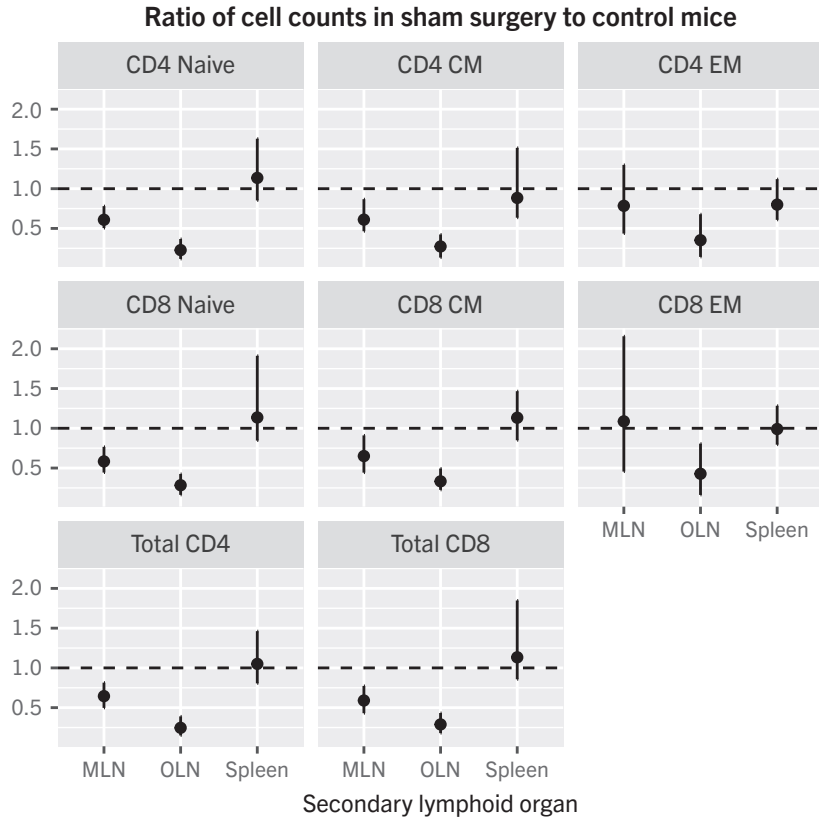 Ratio of cell counts in sham surgery to control mice
CD4 Naive
CD4 CM
CD4 EM
2.0
1.5
1.0
0.5
CD8 Naive
CD8 CM
CD8 EM
2.0
1.5
1.0
0.5
MLN OLN Spleen
Total CD4
Total CD8
2.0
1.5
1.0
0.5
MLN OLN Spleen
MLN OLN Spleen
Secondary lymphoid organ